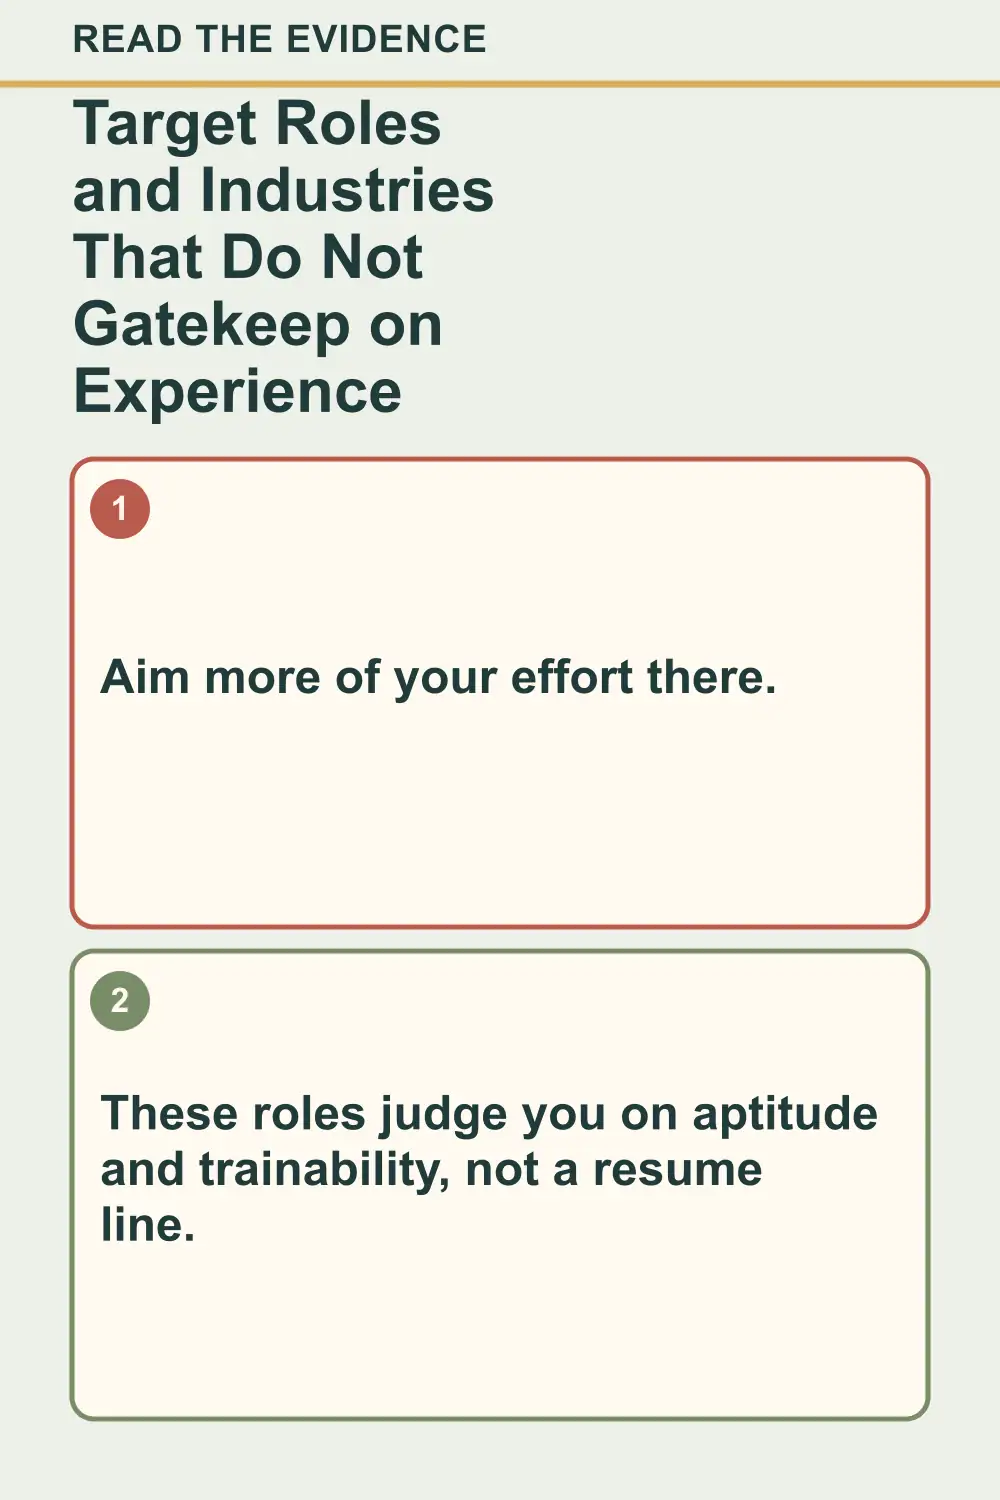 READ THE EVIDENCE
Target Roles
and Industries
That Do Not
Gatekeep on
Experience
1
Aim more of your effort there.
2
These roles judge you on aptitude
and trainability, not a resume
line.